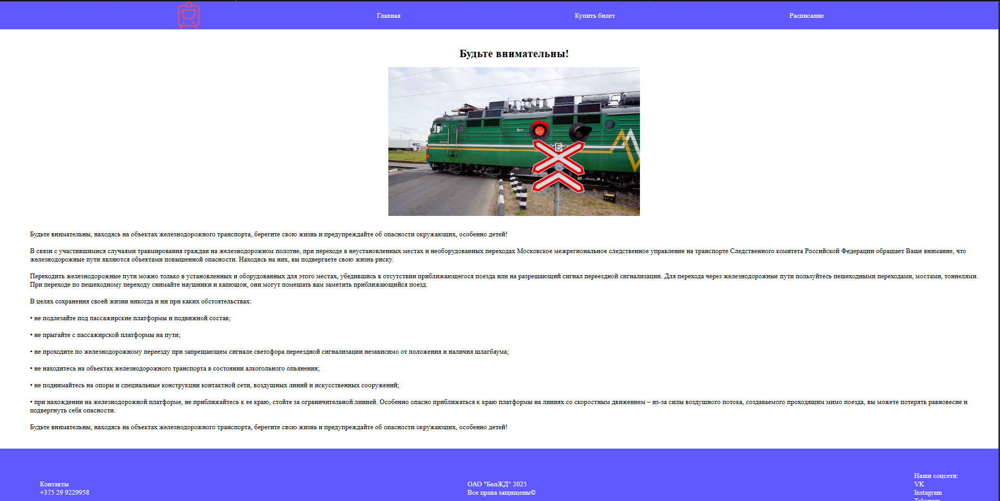 Главная
Купить билет
Расписание
Будьте внимательны!
Б
Будьте внимательны, находясь на объектах железнодорожного транспорта, берегите свою жизнь и предупреждайте об опасности окружающих, особенно детей!
В связи с участившимися случаями травмирования граждан на железнодорожном полотне, при переходе в неустановленных местах и необорудованных переходах Московское межрегиональное следственное управление на транспорте Следственного комитета Российской Федерации обращает Ваше внимание, что
железнодорожные пути являются объектами повышенной опасности. Находясь на них, вы подвергаете свою жизнь риску.
Переходить железнодорожные пути можно только в установленных и оборудованных для этого местах, убедившись в отсутствии приближающегося поезда или на разрешающий сигнал переездной сигнализации. Для перехода через железнодорожные пути пользуйтесь пешеходными переходами, мостами, тоннелями.
При переходе по пешеходному переходу снимайте наушники и капюшон, они могут помешать вам заметить приближающийся поезд.
В целях сохранения своей жизни никогда и ни при каких обстоятельствах:
• не подлезайте под пассажирские платформы и подвижной состав;
• не прыгайте с пассажирской платформы на пути;
• не проходите по железнодорожному переезду при запрещающем сигнале светофора переездной сигнализации независимо от положения и наличия шлагбаума;
• не находитесь на объектах железнодорожного транспорта в состоянии алкогольного опьянения;
• не поднимайтесь на опоры и специальные конструкции контактной сети, воздушных линий и искусственных сооружений;
• при нахождении на железнодорожной платформе, не приближайтесь к ее краю, стойте за ограничительной линией. Особенно опасно приближаться к краю платформы на линиях со скоростным движением – из-за силы воздушного потока, создаваемого проходящим мимо поезда, вы можете потерять равновесие и
подвергнуть себя опасности.
Будьте внимательны, находясь на объектах железнодорожного транспорта, берегите свою жизнь и предупреждайте об опасности окружающих, особенно детей!
Контакты
+375 29 9229958
ОАО "БелЖД" 2025
Все права защищены©
Наши соцсети:
VK
Instagram
Telegram